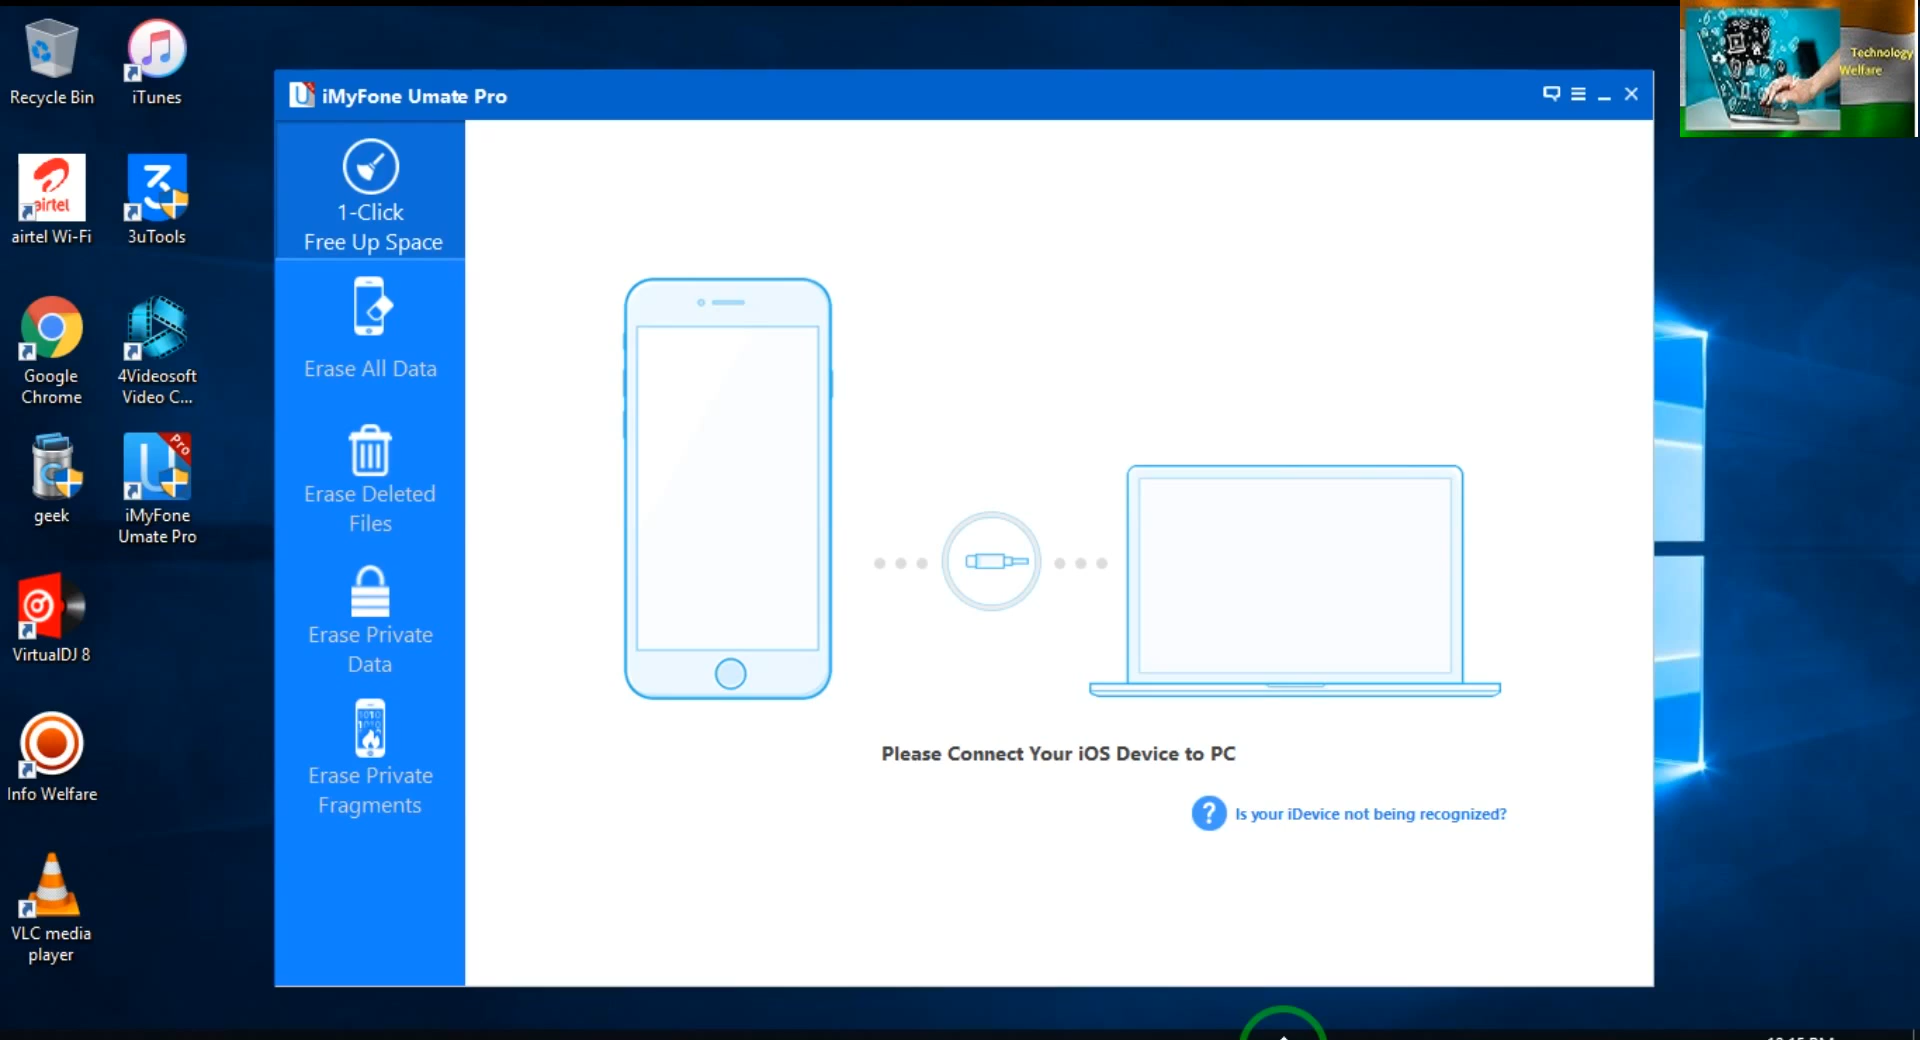 Recycle Bin
iTunes
airtel
airtel Wi-Fi
3uTools
Google
Chrome
4Videosoft
Video C...
geek
Pro
iMyFone
Umate Pro
VirtualDJ 8
Info Welfare
VLC media
player
iMyFone Umate Pro
1-Click
Free Up Space
Erase All Data
Erase Deleted
Files
Erase Private
Data
Erase Private
Fragments
Please Connect Your iOS Device to PC
? Is your iDevice not being recognized?
Technology
Welfare